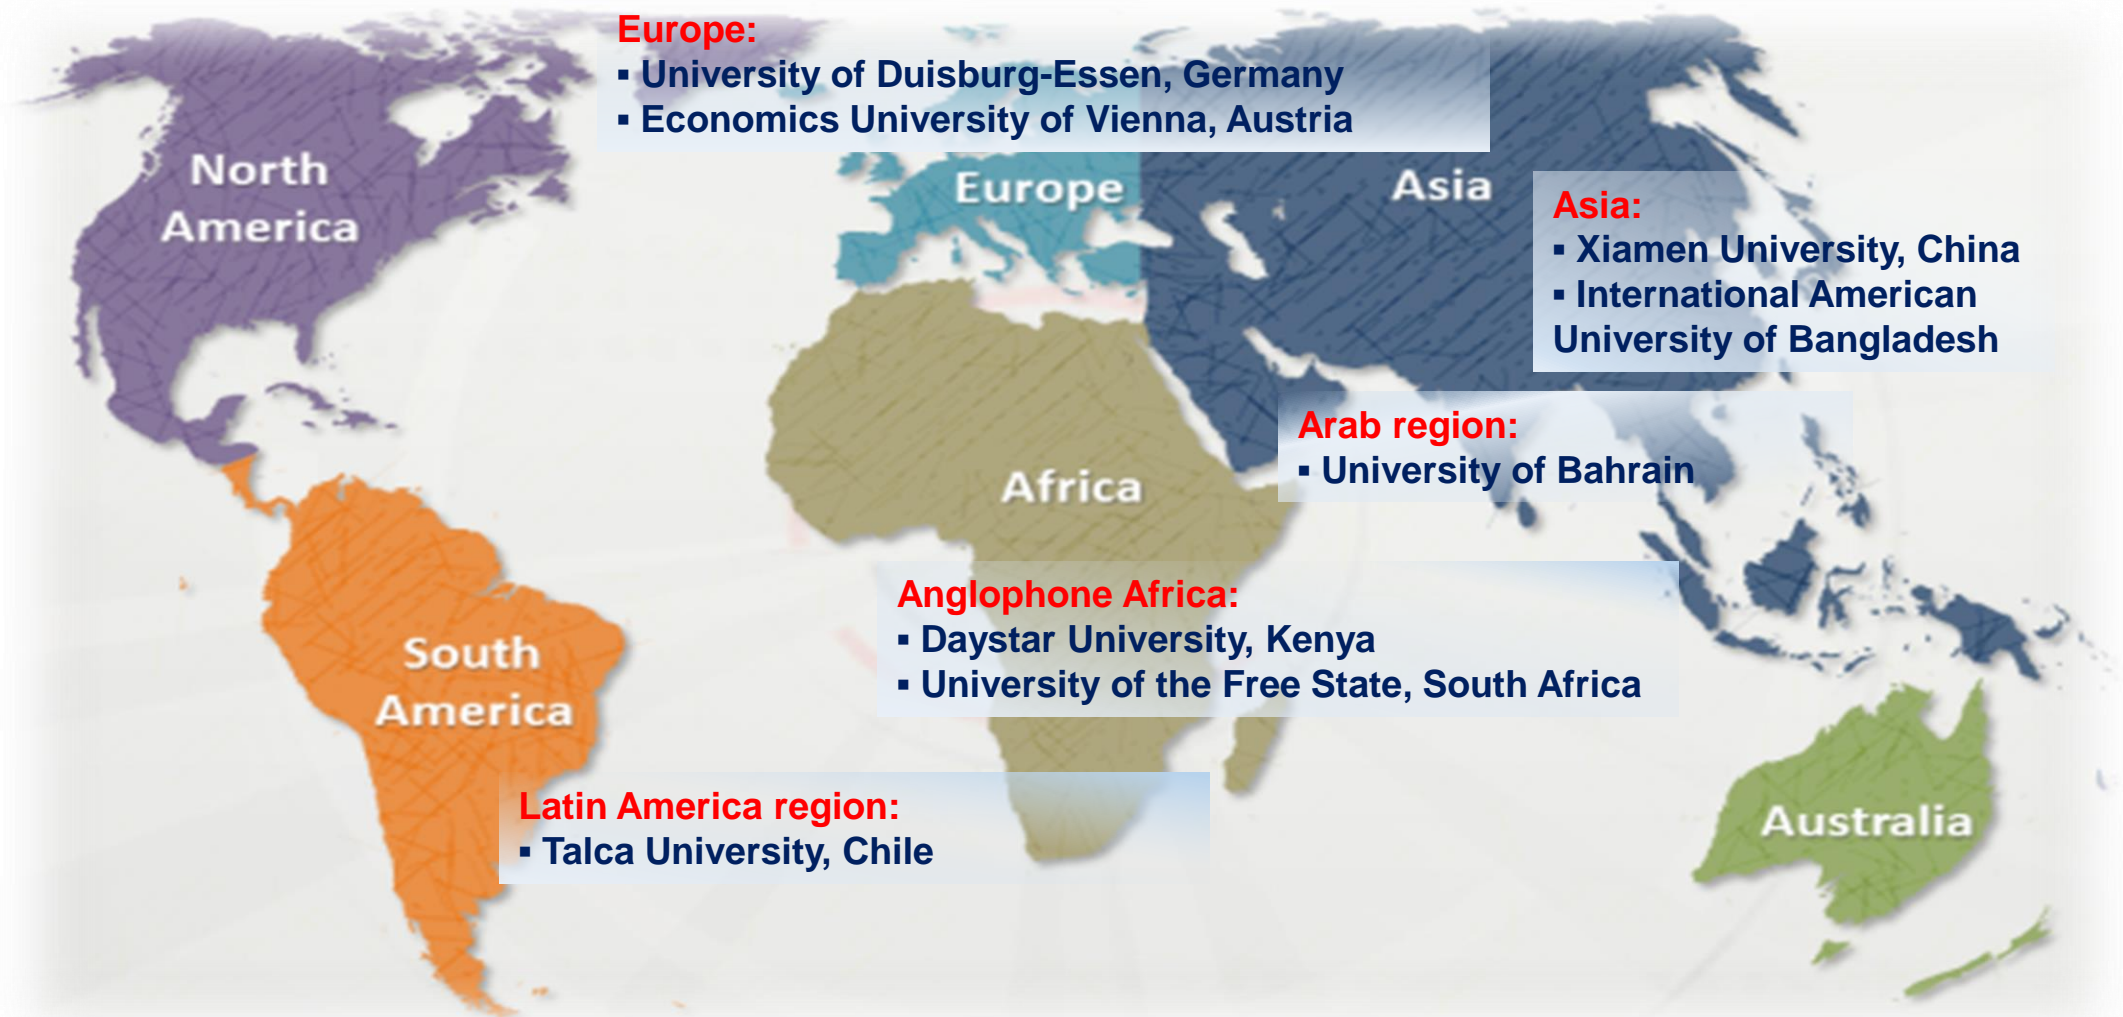 Europe:
▪ University of Duisburg-Essen, Germany
▪ Economics University of Vienna, Austria
North
America
Europe
Asia
Asia:
▪ Xiamen University, China
▪ International American
University of Bangladesh
Arab region:
▪ University of Bahrain
Africa
Anglophone Africa:
▪ Daystar University, Kenya
▪ University of the Free State, South Africa
South
America
Latin America region:
▪ Talca University, Chile
Australia